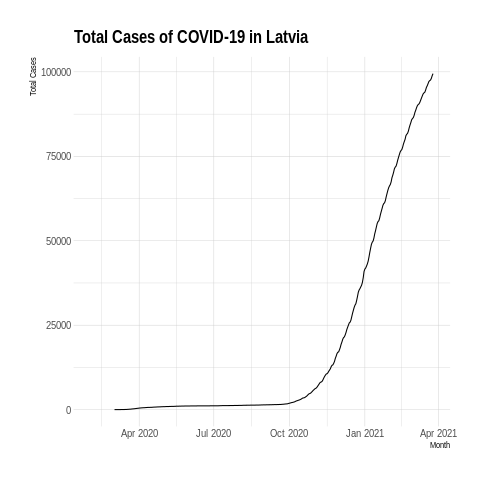 Total Cases of COVID-19 in Latvia
Total Cases
100000
75000
50000
25000
0
Apr 2020 Jul 2020 Oct 2020 Jan 2021 Apr 2021
Month